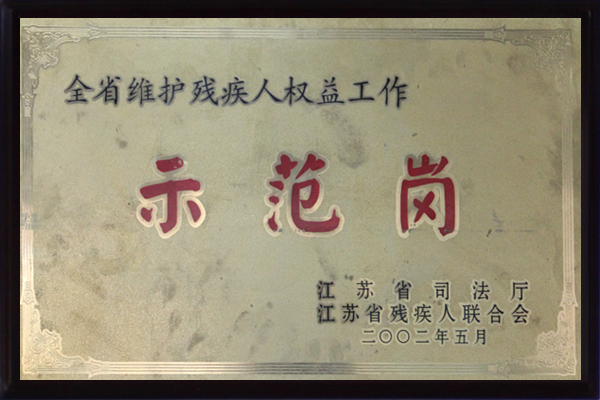 全省维护残疾人权益工作
示范岗
江苏省司法厅
江苏省残疾人联合会
二〇〇二年五月